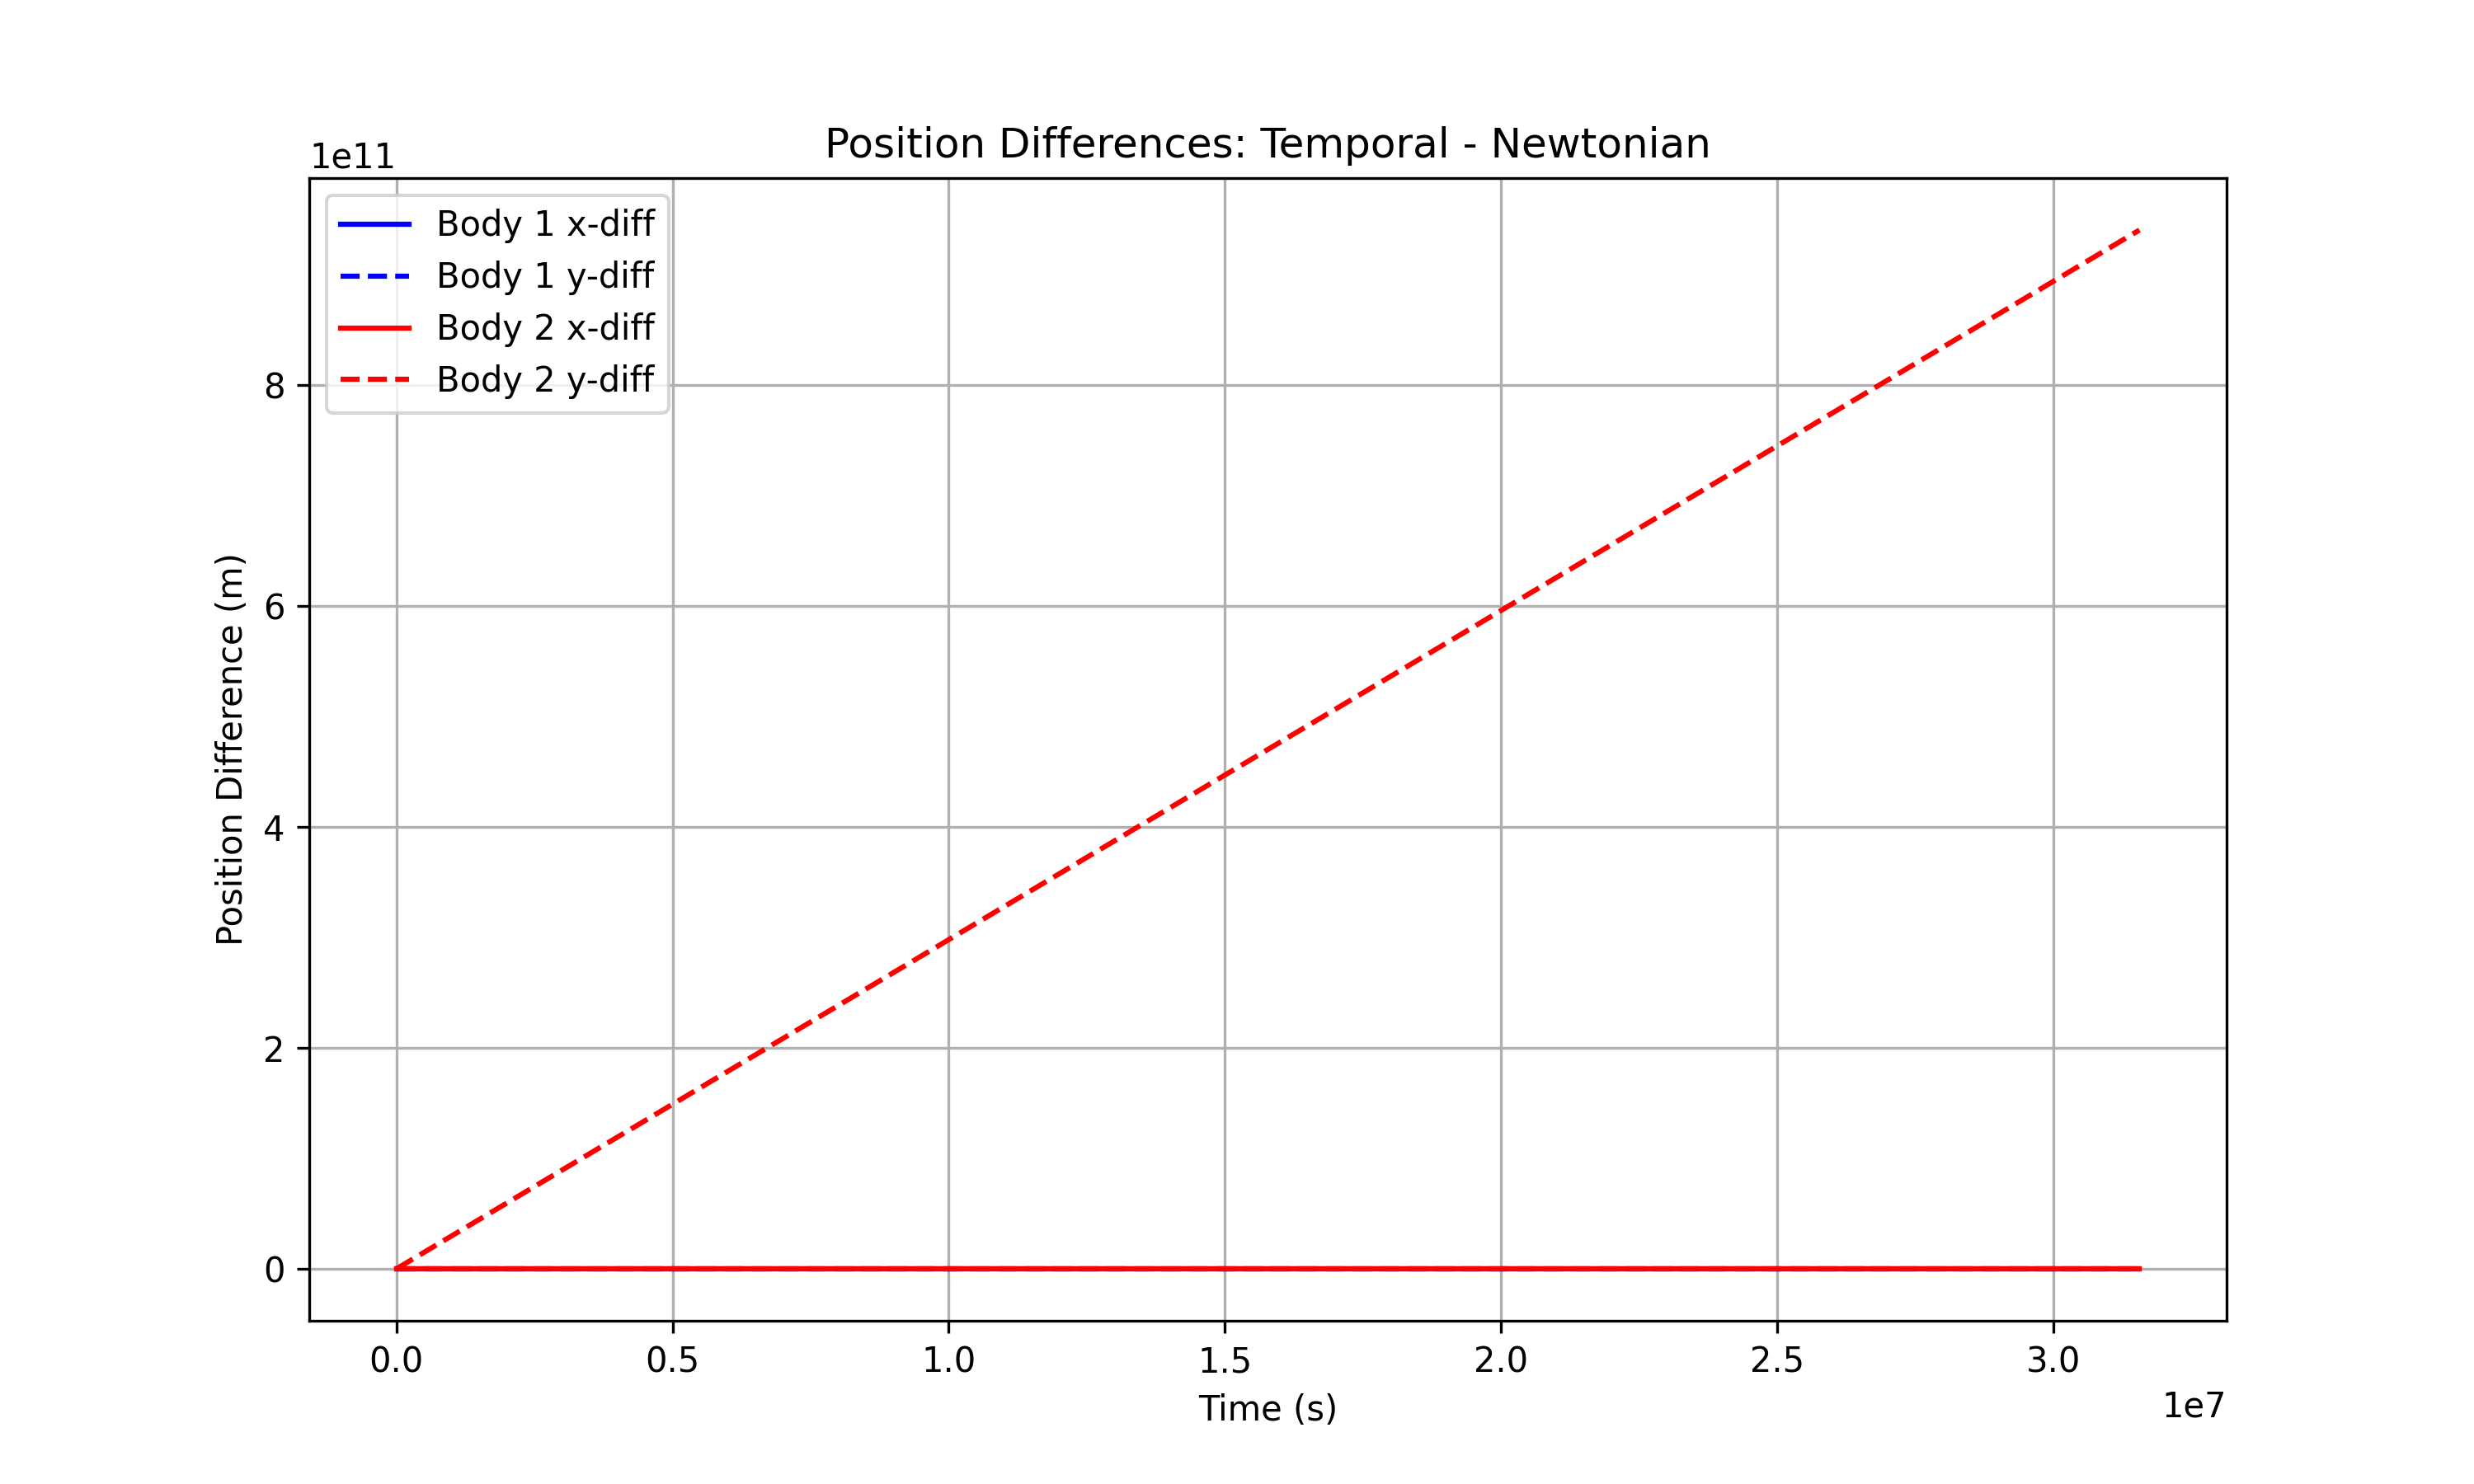 Position Differences: Temporal - Newtonian
1e11
Body 1 x-diff
Body 1 y-diff
Body 2 x-diff
Body 2 y-diff
8
6
4
2
0
Position Difference (m)
0.0 0.5 1.0 1.5 2.0 2.5 3.0
Time (s)
1e7